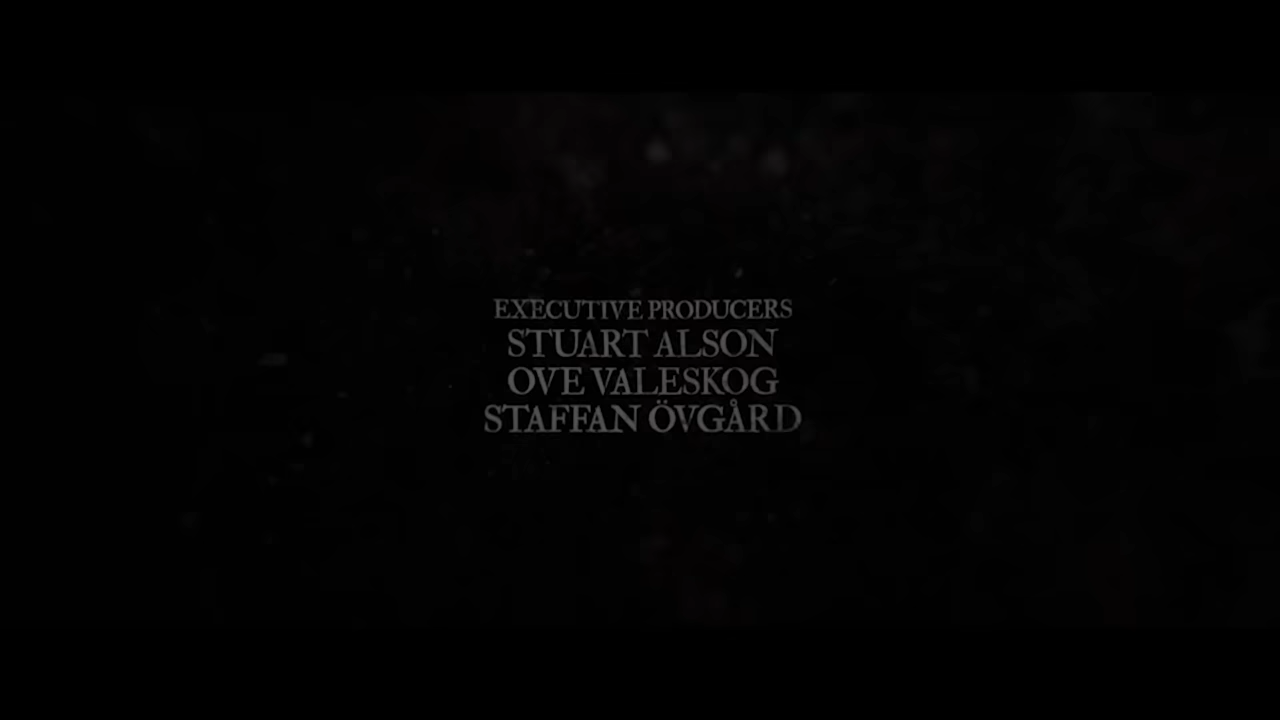 EXECUTIVE PRODUCERS
STUART ALSON
OVE VALESKOG
STAFFAN ÖVGÅRD